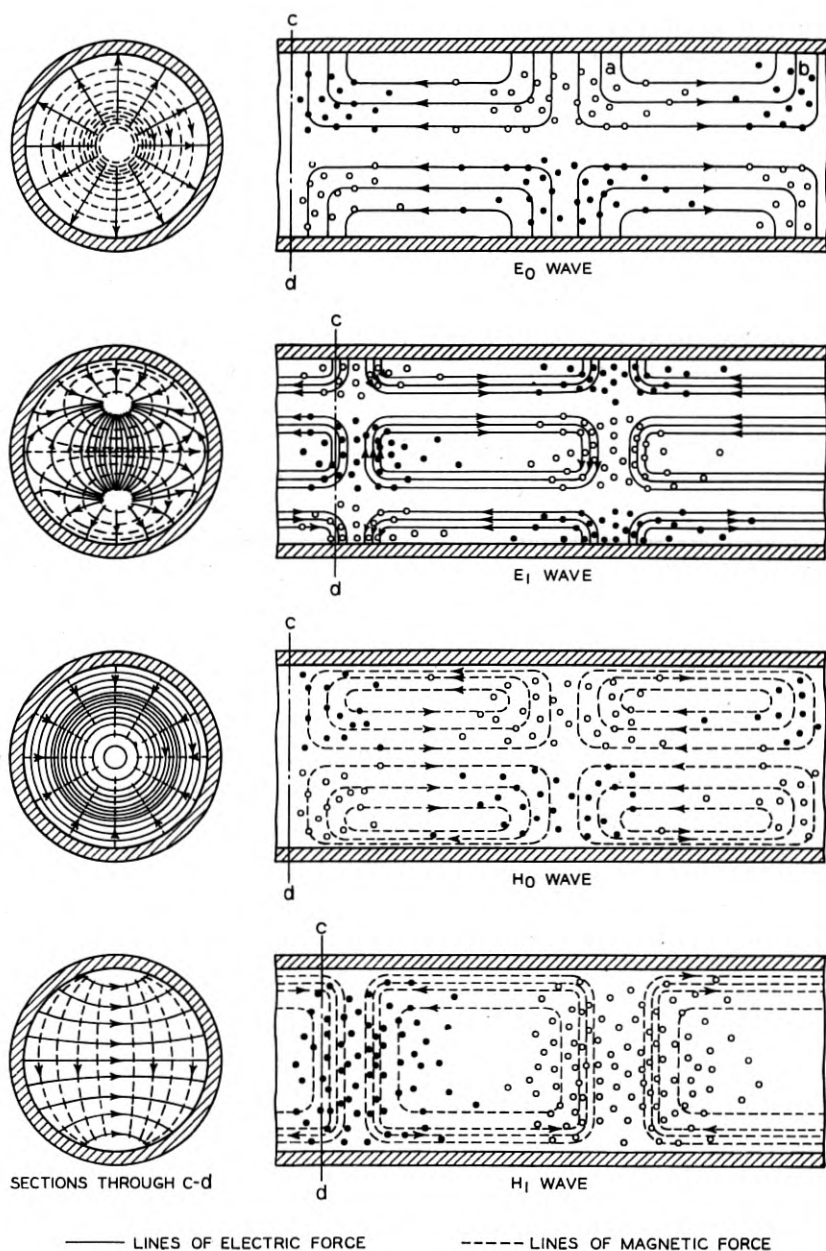 c
a b
d
E₀ WAVE
c
d
E₁ WAVE
c
d
H₀ WAVE
c
d
H₁ WAVE
SECTIONS THROUGH C-d
LINES OF ELECTRIC FORCE
LINES OF MAGNETIC FORCE